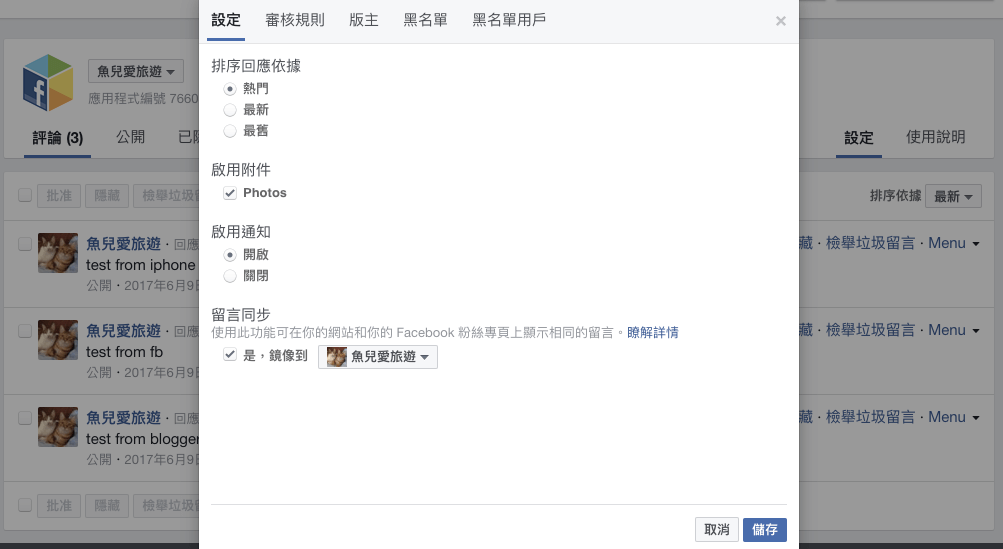 設定 審核規則 版主 黑名單 黑名單用戶 ×
魚兒愛旅遊
應用程式編號 7660
評論 (3) 公開 已隱
設定 使用說明
排序回應依據
熱門
最新
最舊
啟用附件
Photos
啟用通知
開啟
關閉
留言同步
使用此功能可在你的網站和你的 Facebook 粉絲專頁上顯示相同的留言。瞭解詳情
是，鏡像到 魚兒愛旅遊
取消 儲存
批准 隱藏 檢舉垃圾留
排序依據 最新
魚兒愛旅遊 · 回應
藏 · 檢舉垃圾留言 · Menu
test from iphone
公開 · 2017年6月9日
魚兒愛旅遊 · 回應
藏 · 檢舉垃圾留言 · Menu
test from fb
公開 · 2017年6月9日
魚兒愛旅遊 · 回應
藏 · 檢舉垃圾留言 · Menu
test from blogger
公開 · 2017年6月9日
批准 隱藏 檢舉垃圾留